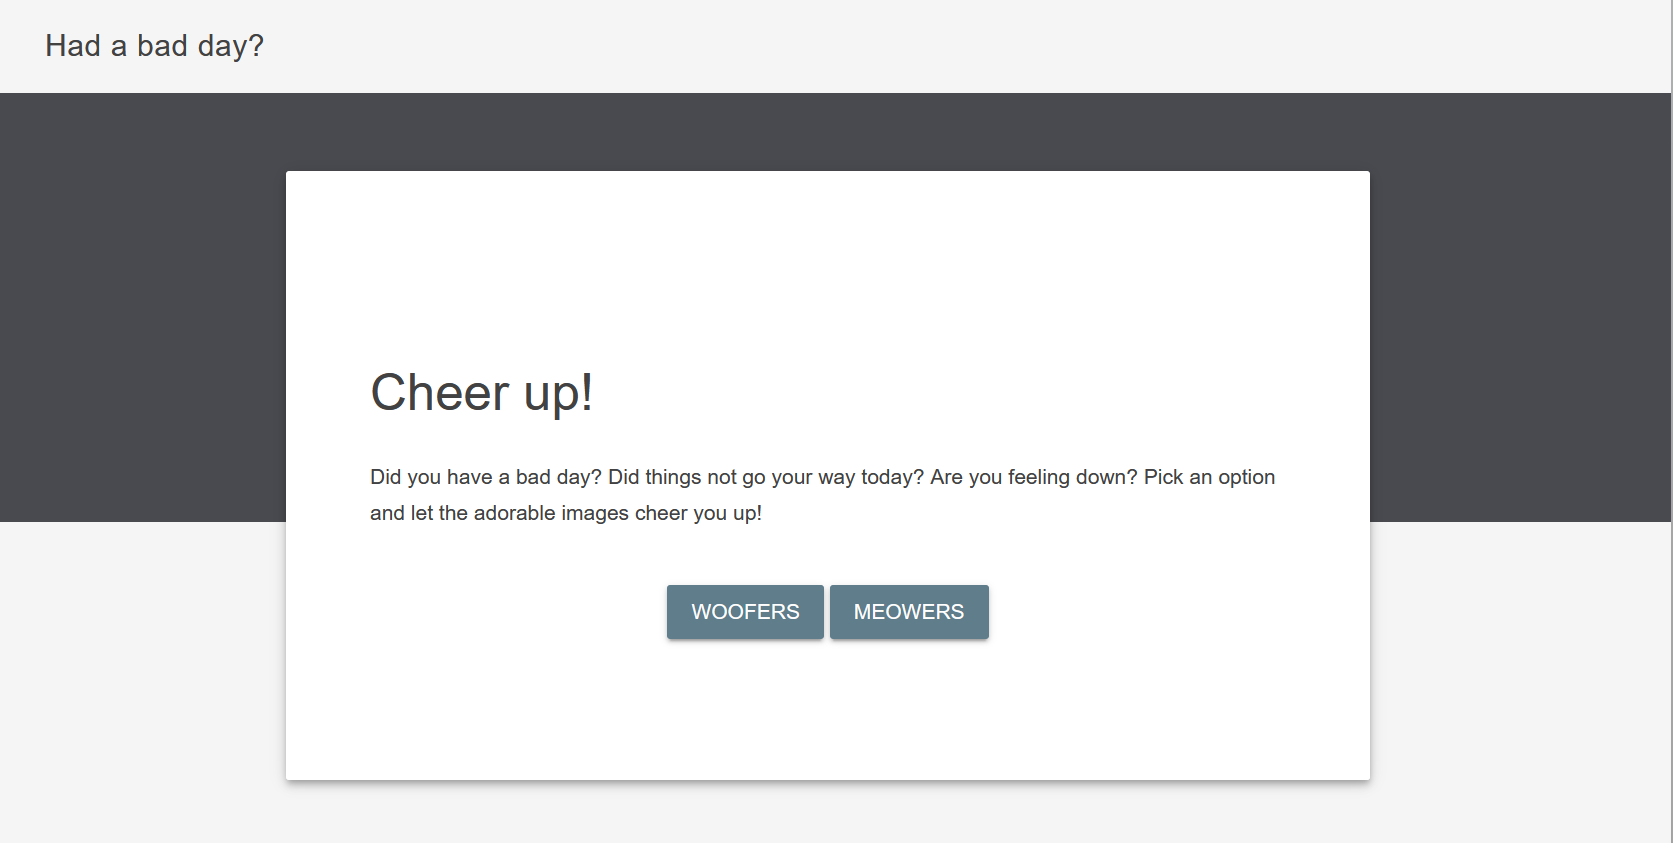 Had a bad day?
Cheer up!
Did you have a bad day? Did things not go your way today? Are you feeling down? Pick an option
and let the adorable images cheer you up!
WOOFERS MEOWERS